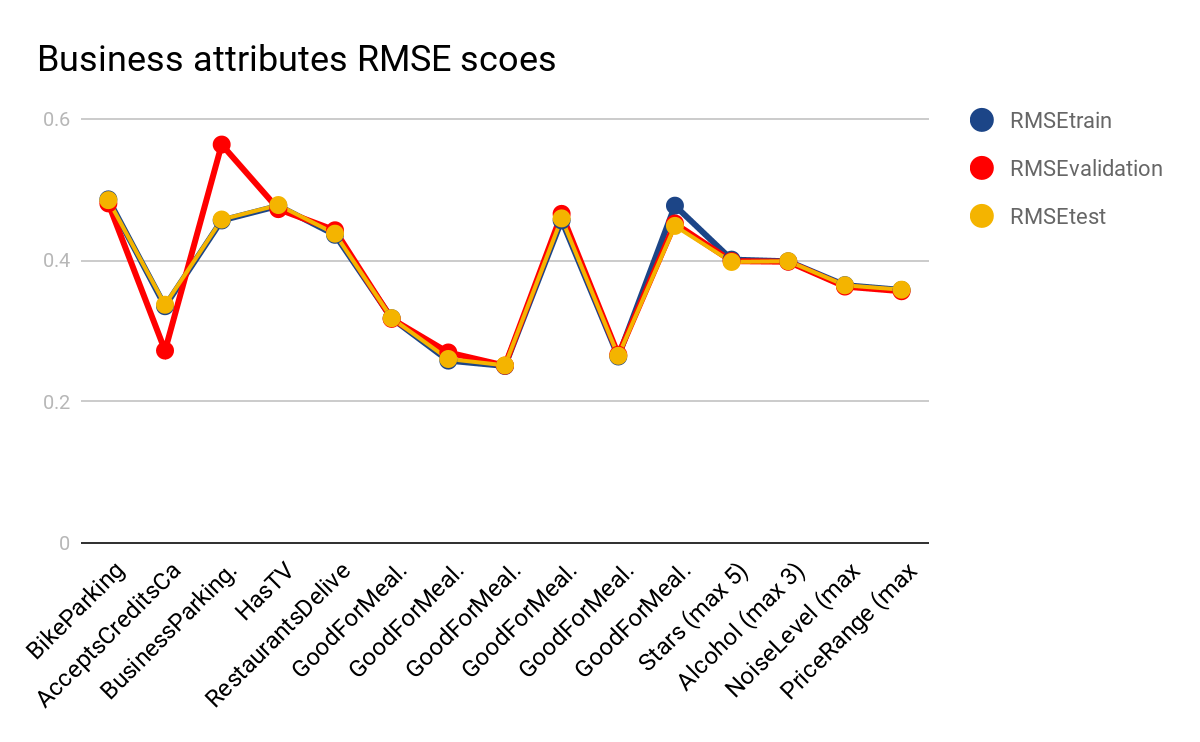 Business attributes RMSE scoes
0.6
0.4
0.2
0
RMSEtrain
RMSEvalidation
RMSEtest
BikeParking
AcceptsCreditsCa
BusinessParking.
HasTV
RestaurantsDelive
GoodForMeal.
GoodForMeal.
GoodForMeal.
GoodForMeal.
GoodForMeal.
GoodForMeal.
Stars (max 5)
Alcohol (max 3)
NoiseLevel (max
PriceRange (max